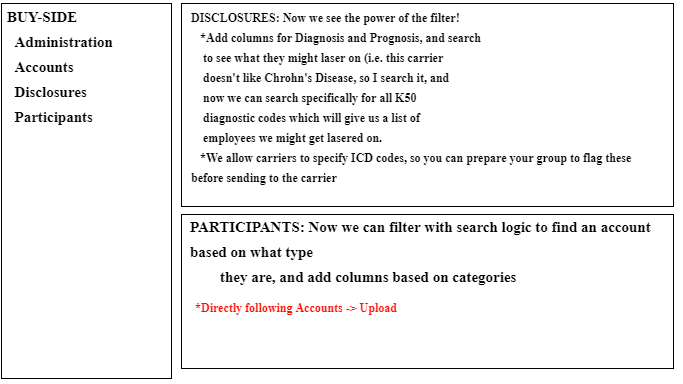 BUY-SIDE
Administration
Accounts
Disclosures
Participants
DISCLOSURES: Now we see the power of the filter!
*Add columns for Diagnosis and Prognosis, and search
to see what they might laser on (i.e. this carrier
doesn't like Chrohn's Disease, so I search it, and
now we can search specifically for all K50
diagnostic codes which will give us a list of
employees we might get lasered on.
*We allow carriers to specify ICD codes, so you can prepare your group to flag these
before sending to the carrier
PARTICIPANTS: Now we can filter with search logic to find an account
based on what type
they are, and add columns based on categories
*Directly following Accounts -> Upload